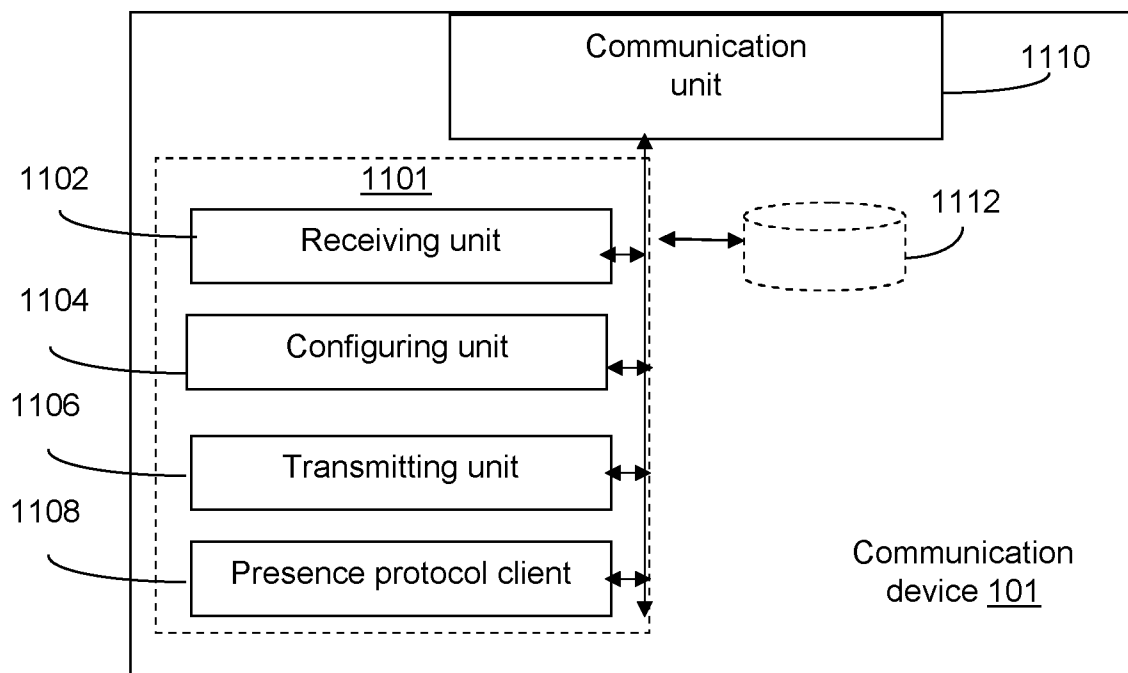 Communication
unit
1110
1102
1101
1112
Receiving unit
1104
Configuring unit
1106
Transmitting unit
1108
Presence protocol client
Communication
device 101